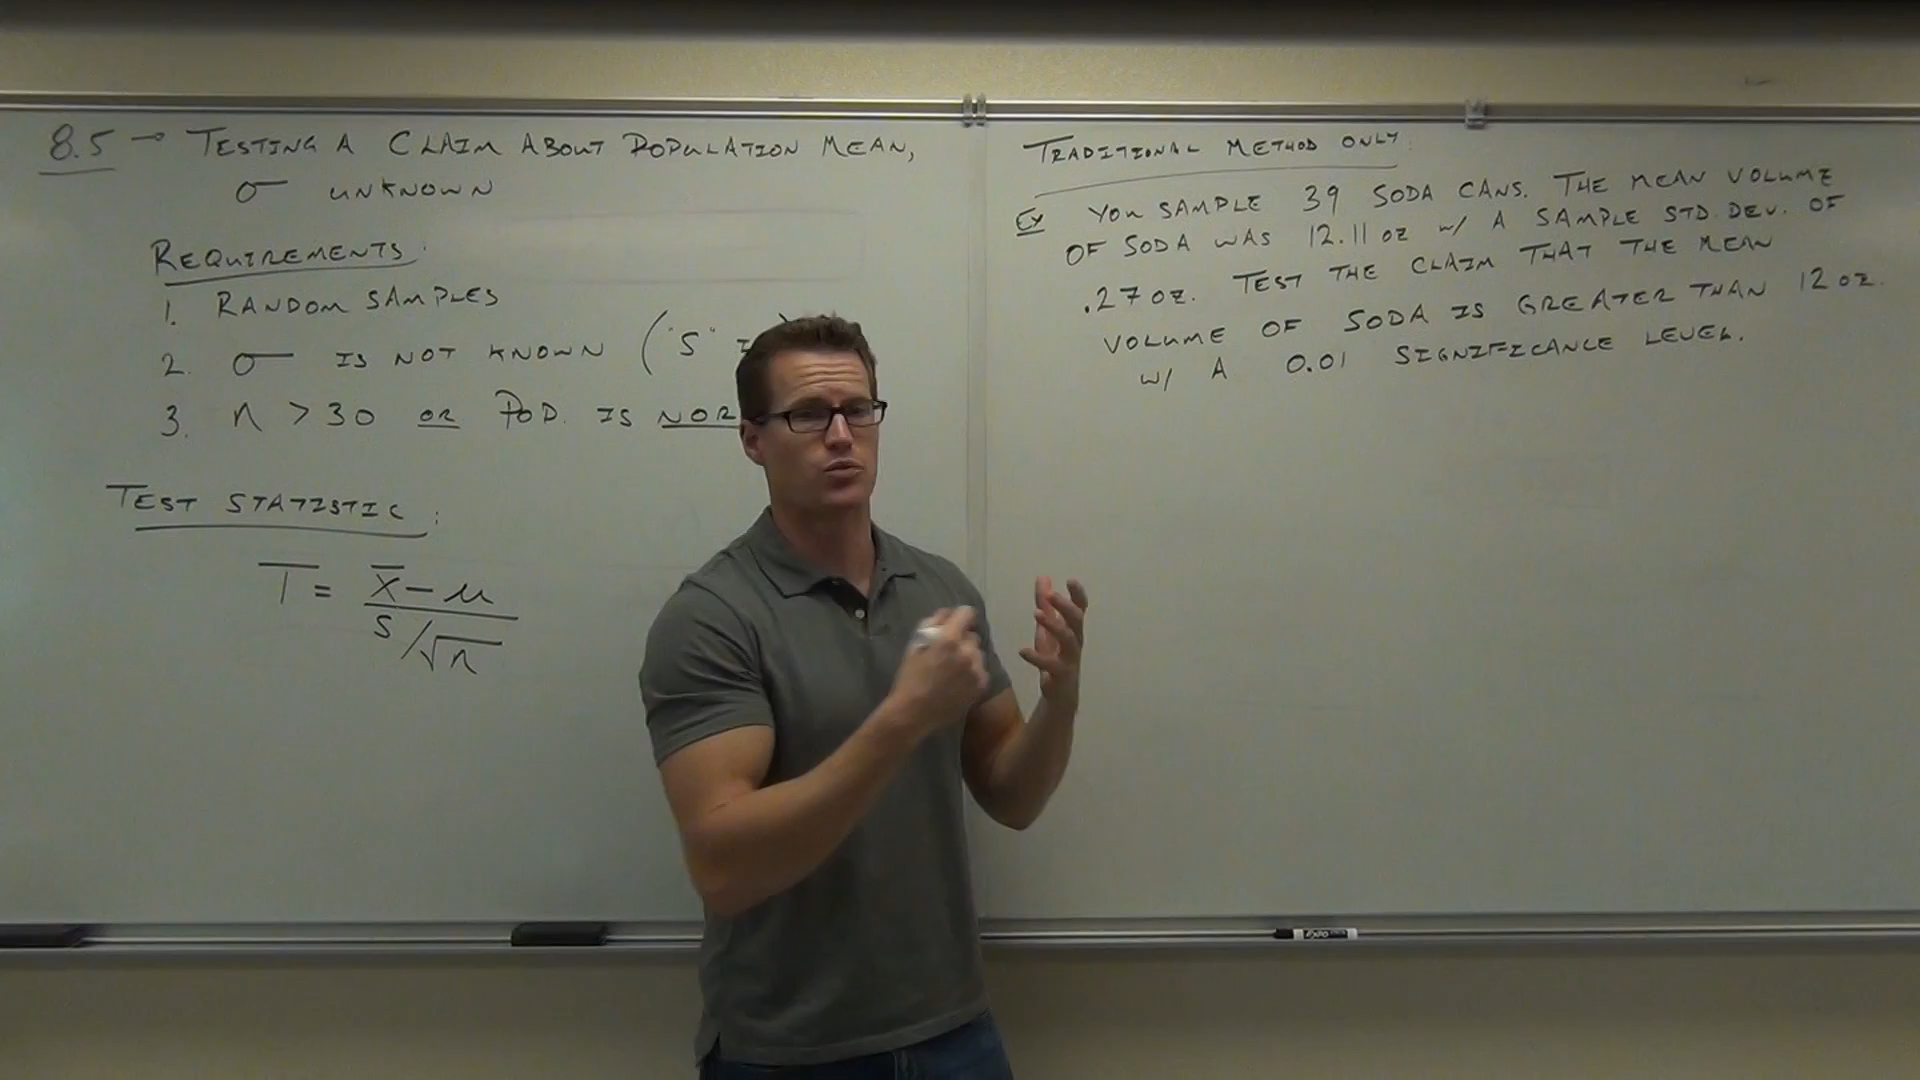 8.5 → TESTING A CLAIM ABOUT POPULATION MEAN,
σ UNKNOWN
REQUIREMENTS:
1. RANDOM SAMPLES
2. σ IS NOT KNOWN ("S" I
3. n > 30 OR POP. IS NOR
TEST STATISTIC:
T = x̄ - μ
s/√n
TRADITIONAL METHOD ONLY:
EX YOU SAMPLE 39 SODA CANS. THE MEAN VOLUME
OF SODA WAS 12.11 OZ W/ A SAMPLE STD. DEV. OF
.27 OZ. TEST THE CLAIM THAT THE MEAN
VOLUME OF SODA IS GREATER THAN 12 OZ.
W/ A 0.01 SIGNIFICANCE LEVEL.
EXPO